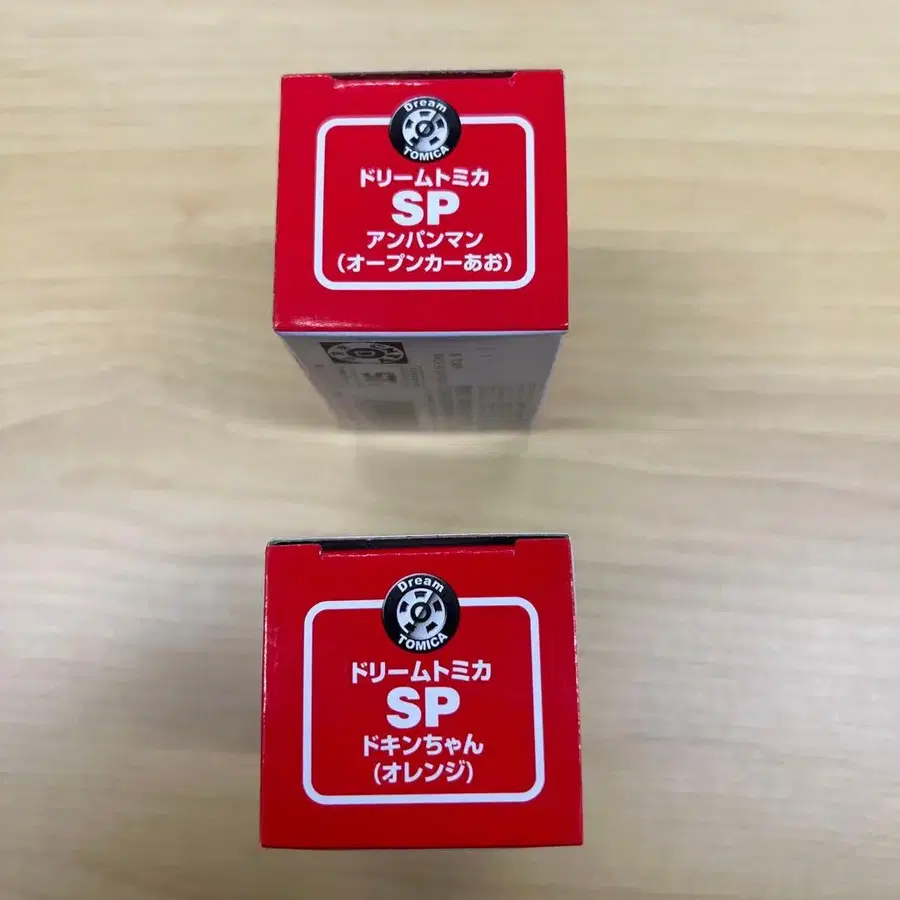 Dream
TOMICA
ドリームトミカ
SP
アンパンマン
(オープンカーあお)
Dream
TOMICA
ドリームトミカ
SP
ドキンちゃん
(オレンジ)